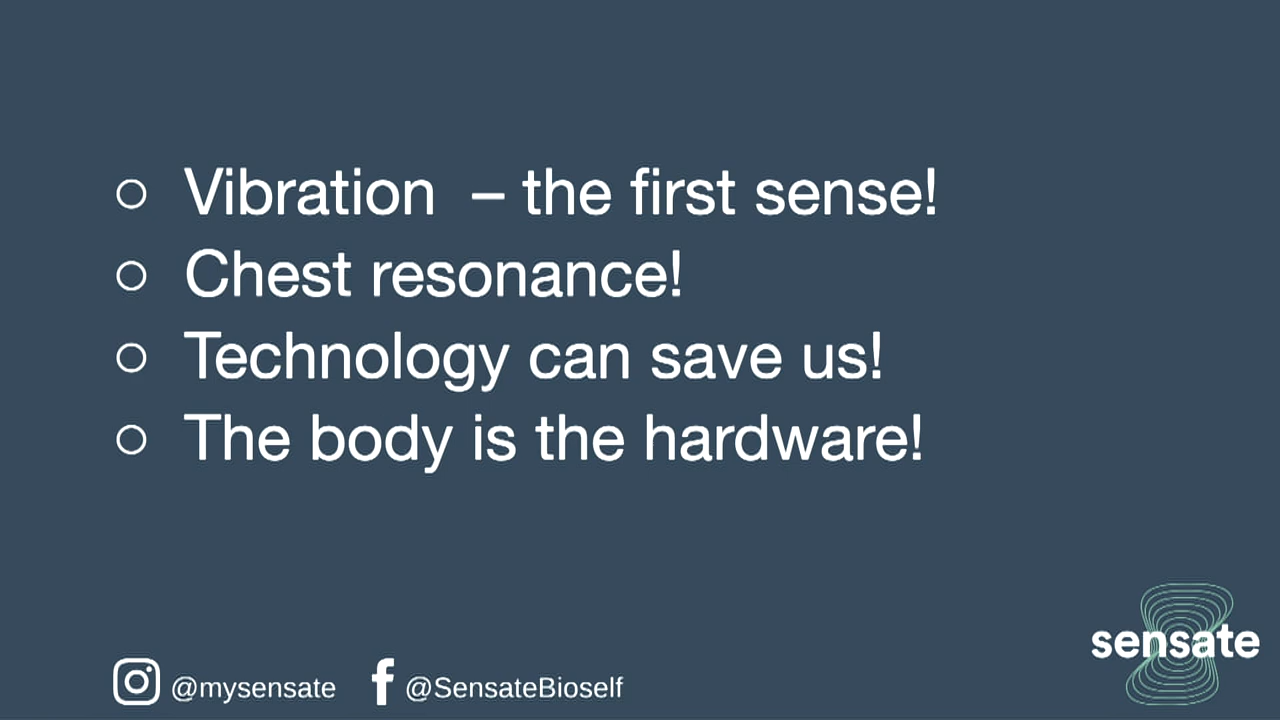 Vibration – the first sense!
Chest resonance!
Technology can save us!
The body is the hardware!
sensate
@mysensate @SensateBioself